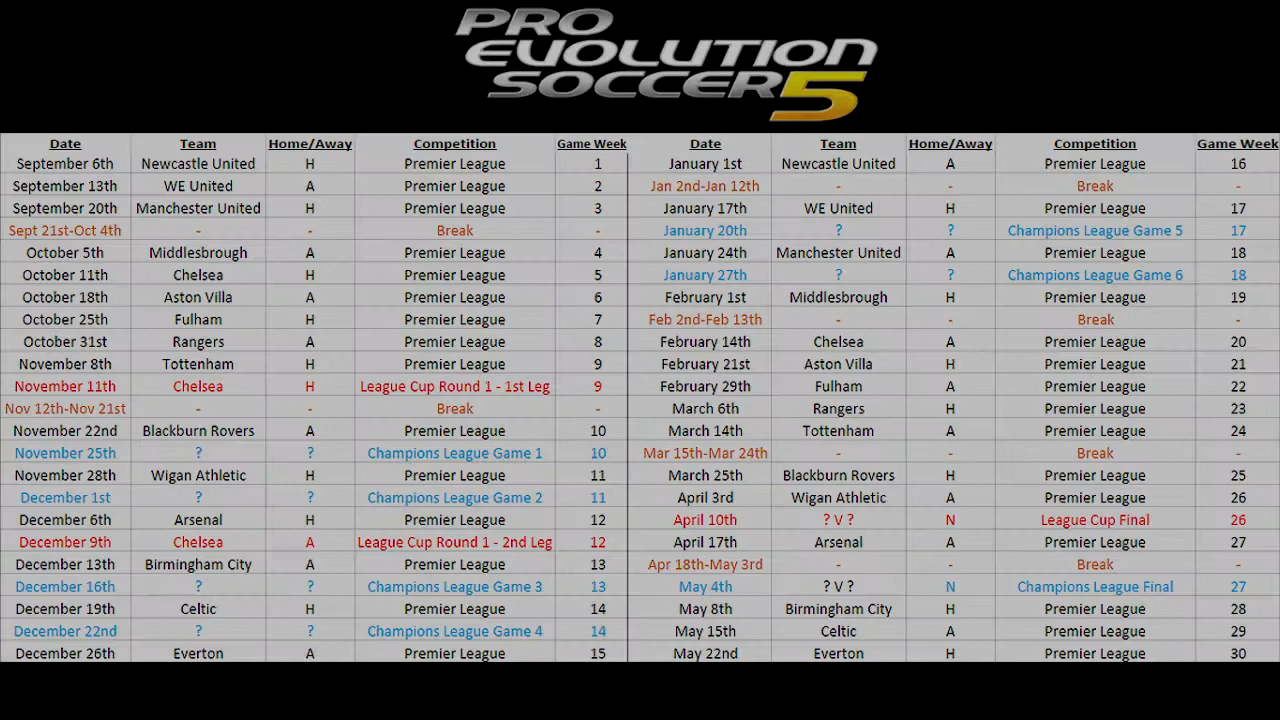 PRO
EVOLUTION
SOCCER 5
Date Team Home/Away Competition Game Week Date Team Home/Away Competition Game Week
September 6th Newcastle United H Premier League 1 January 1st Newcastle United A Premier League 16
September 13th WE United A Premier League 2 Jan 2nd-Jan 12th - - Break -
September 20th Manchester United H Premier League 3 January 17th WE United H Premier League 17
Sept 21st-Oct 4th - - Break - January 20th ? ? Champions League Game 5 17
October 5th Middlesbrough A Premier League 4 January 24th Manchester United A Premier League 18
October 11th Chelsea H Premier League 5 January 27th ? ? Champions League Game 6 18
October 18th Aston Villa A Premier League 6 February 1st Middlesbrough H Premier League 19
October 25th Fulham H Premier League 7 Feb 2nd-Feb 13th - - Break -
October 31st Rangers A Premier League 8 February 14th Chelsea A Premier League 20
November 8th Tottenham H Premier League 9 February 21st Aston Villa H Premier League 21
November 11th Chelsea H League Cup Round 1 - 1st Leg 9 February 29th Fulham A Premier League 22
Nov 12th-Nov 21st - - Break - March 6th Rangers H Premier League 23
November 22nd Blackburn Rovers A Premier League 10 March 14th Tottenham A Premier League 24
November 25th ? ? Champions League Game 1 10 Mar 15th-Mar 24th - - Break -
November 28th Wigan Athletic H Premier League 11 March 25th Blackburn Rovers H Premier League 25
December 1st ? ? Champions League Game 2 11 April 3rd Wigan Athletic A Premier League 26
December 6th Arsenal H Premier League 12 April 10th ? V ? N League Cup Final 26
December 9th Chelsea A League Cup Round 1 - 2nd Leg 12 April 17th Arsenal A Premier League 27
December 13th Birmingham City A Premier League 13 Apr 18th-May 3rd - - Break -
December 16th ? ? Champions League Game 3 13 May 4th ? V ? N Champions League Final 27
December 19th Celtic H Premier League 14 May 8th Birmingham City H Premier League 28
December 22nd ? ? Champions League Game 4 14 May 15th Celtic A Premier League 29
December 26th Everton A Premier League 15 May 22nd Everton H Premier League 30